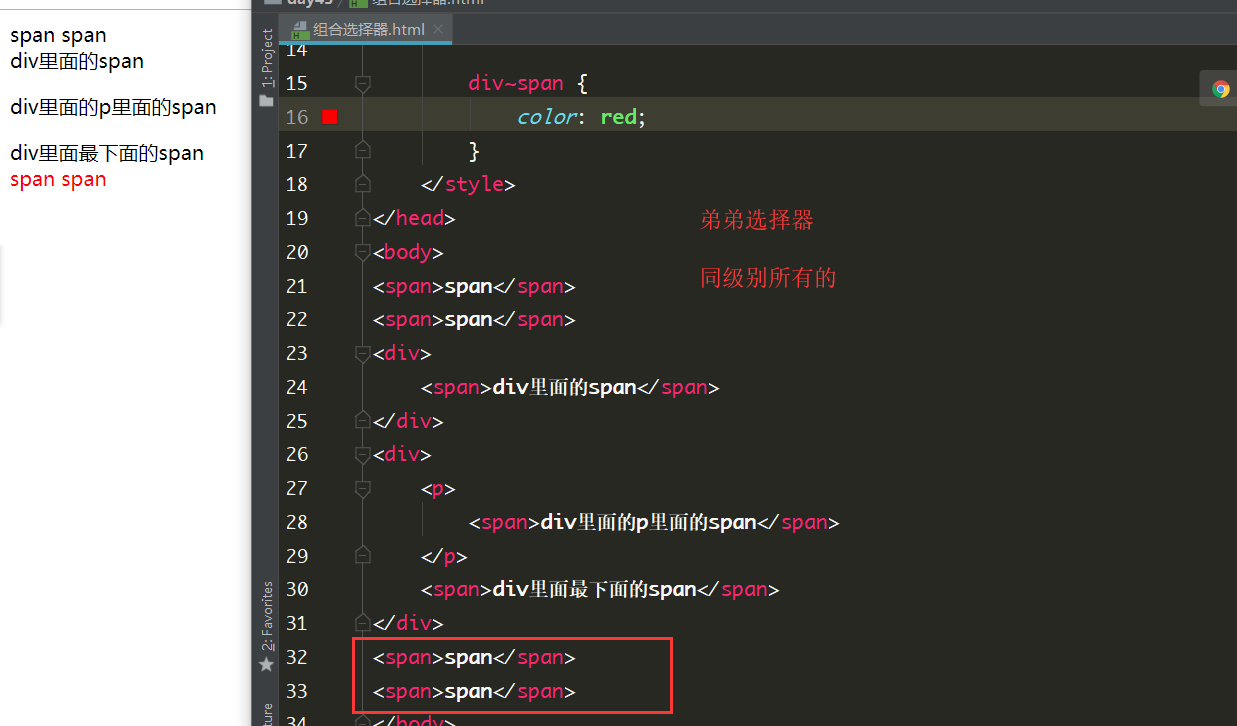 span span
div里面的span
div里面的p里面的span
div里面最下面的span
span span
day45 / 组合选择器.html
组合选择器.html ×
1: Project
2: Favorites
14
15 div~span {
16 color: red;
17 }
18 </style>
19 </head>
20 <body>
21 <span>span</span>
22 <span>span</span>
23 <div>
24 <span>div里面的span</span>
25 </div>
26 <div>
27 <p>
28 <span>div里面的p里面的span</span>
29 </p>
30 <span>div里面最下面的span</span>
31 </div>
32 <span>span</span>
33 <span>span</span>
34 </body>
弟弟选择器
同级别所有的